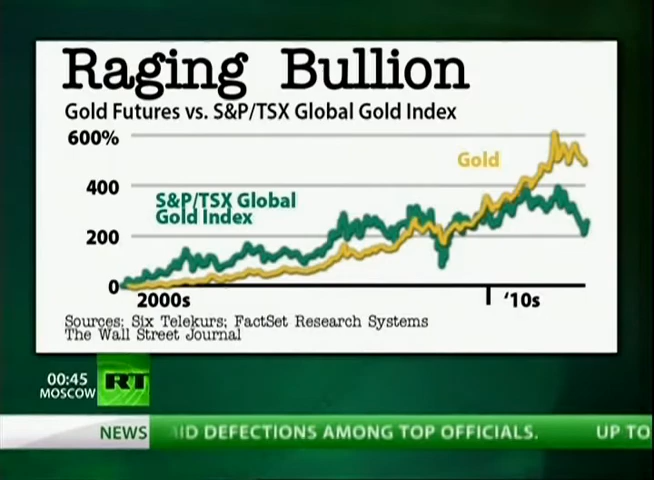 Raging Bullion
Gold Futures vs. S&P/TSX Global Gold Index
600%
Gold
400
S&P/TSX Global
Gold Index
200
0
2000s
'10s
Sources: Six Telekurs; FactSet Research Systems
The Wall Street Journal
00:45
MOSCOW
RT
NEWS
ID DEFECTIONS AMONG TOP OFFICIALS.
UP TO